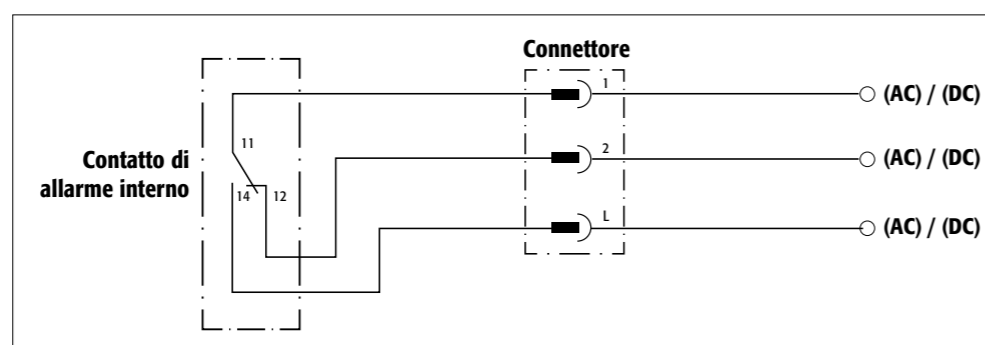 Connettore
1
(AC) / (DC)
11
Contatto di
allarme interno
2
(AC) / (DC)
14
12
L
(AC) / (DC)